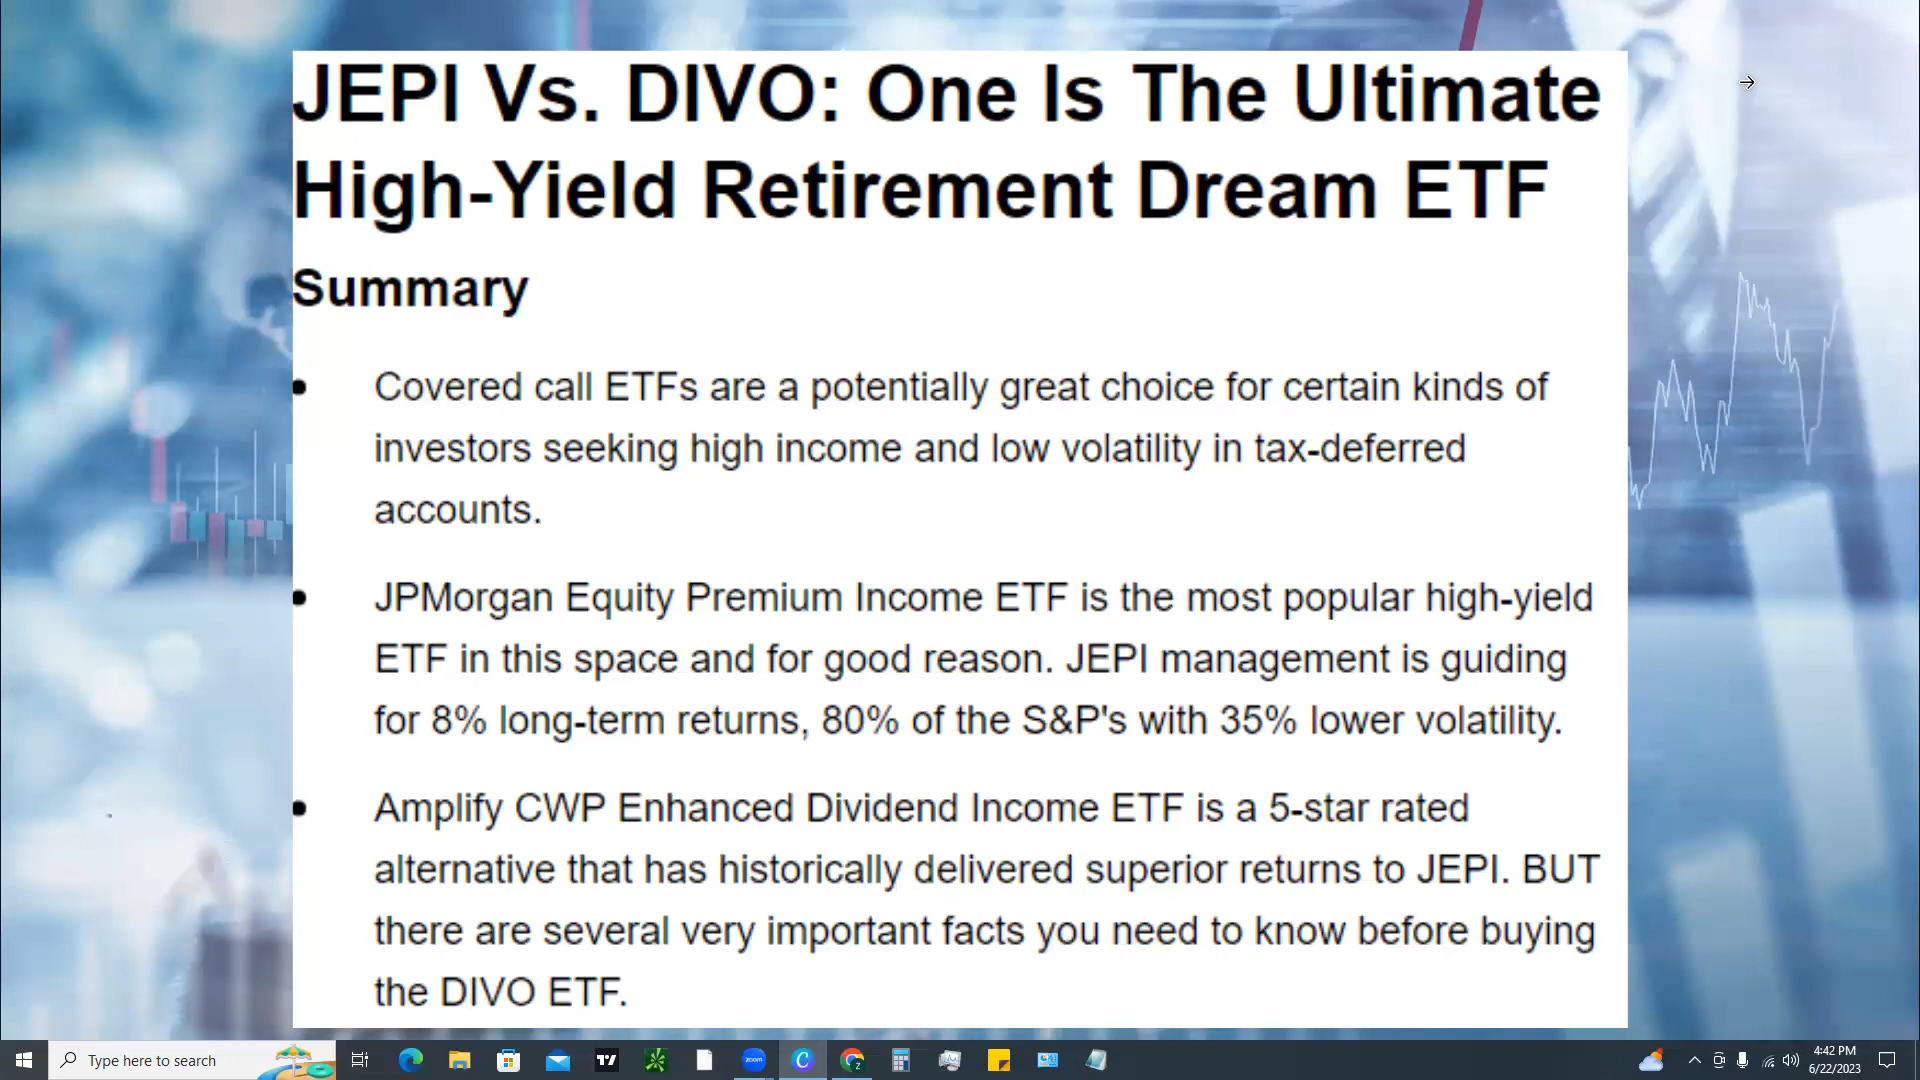 JEPI Vs. DIVO: One Is The Ultimate
High-Yield Retirement Dream ETF
Summary
Covered call ETFs are a potentially great choice for certain kinds of
investors seeking high income and low volatility in tax-deferred
accounts.
JPMorgan Equity Premium Income ETF is the most popular high-yield
ETF in this space and for good reason. JEPI management is guiding
for 8% long-term returns, 80% of the S&P's with 35% lower volatility.
Amplify CWP Enhanced Dividend Income ETF is a 5-star rated
alternative that has historically delivered superior returns to JEPI. BUT
there are several very important facts you need to know before buying
the DIVO ETF.
Type here to search
zoom
4:42 PM
6/22/2023